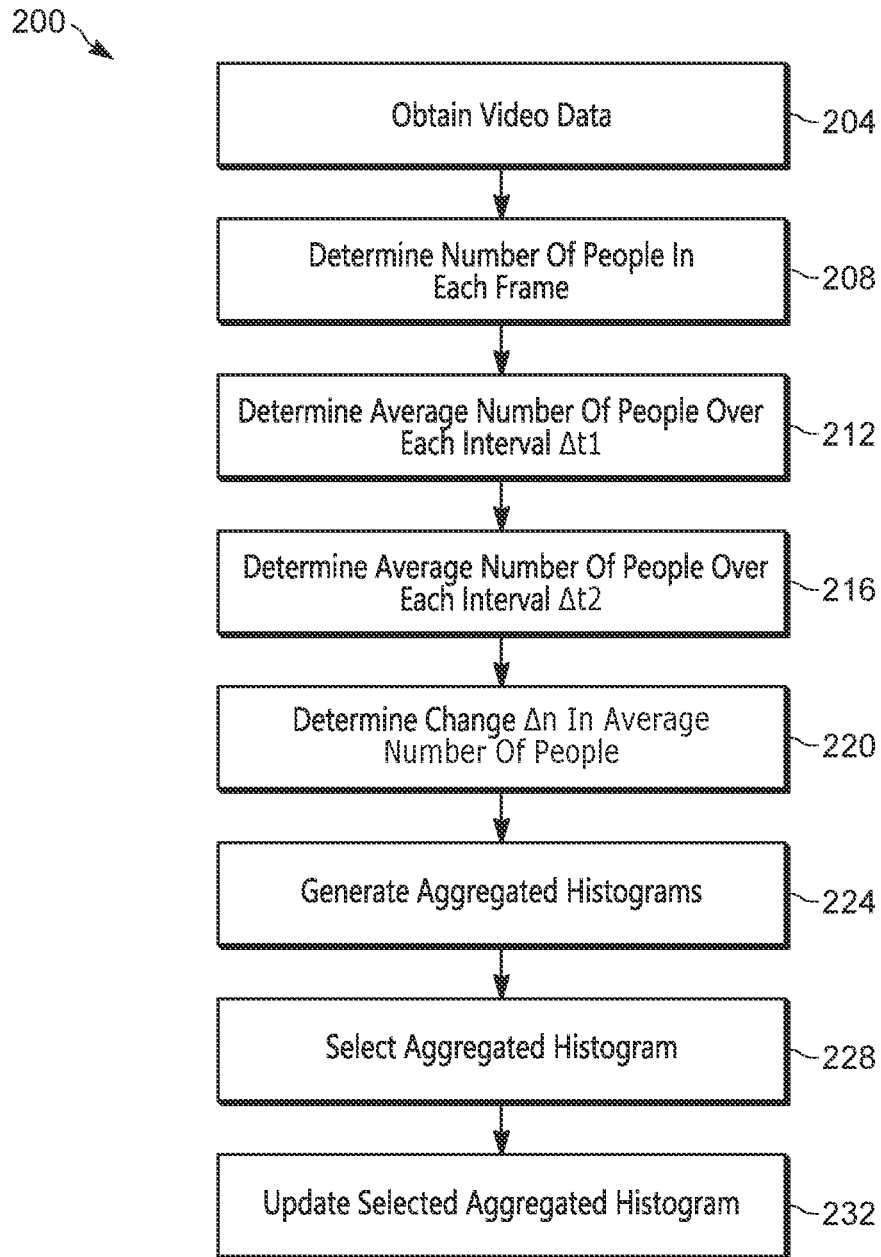 200
Obtain Video Data
204
Determine Number Of People In
Each Frame
208
Determine Average Number Of People Over
Each Interval Δt1
212
Determine Average Number Of People Over
Each Interval Δt2
216
Determine Change Δn In Average
Number Of People
220
Generate Aggregated Histograms
224
Select Aggregated Histogram
228
Update Selected Aggregated Histogram
232